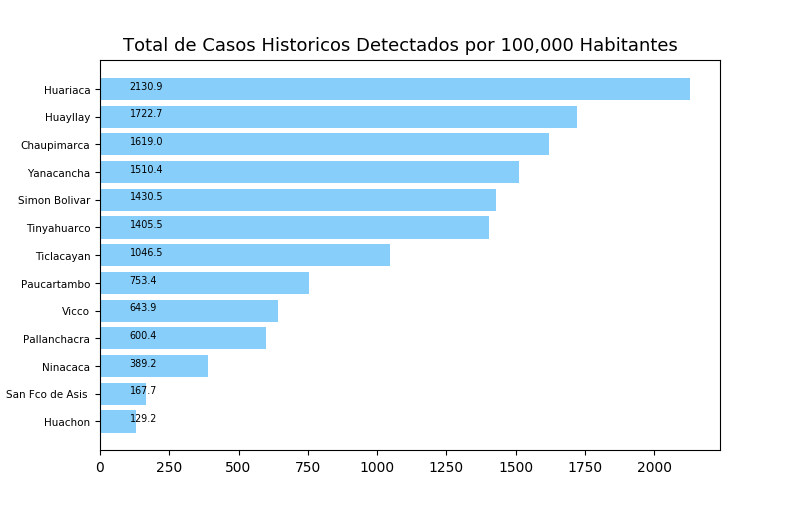 Total de Casos Historicos Detectados por 100,000 Habitantes
Huariaca 2130.9
Huayllay 1722.7
Chaupimarca 1619.0
Yanacancha 1510.4
Simon Bolivar 1430.5
Tinyahuarco 1405.5
Ticlacayan 1046.5
Paucartambo 753.4
Vicco 643.9
Pallanchacra 600.4
Ninacaca 389.2
San Fco de Asis 167.7
Huachon 129.2
0 250 500 750 1000 1250 1500 1750 2000